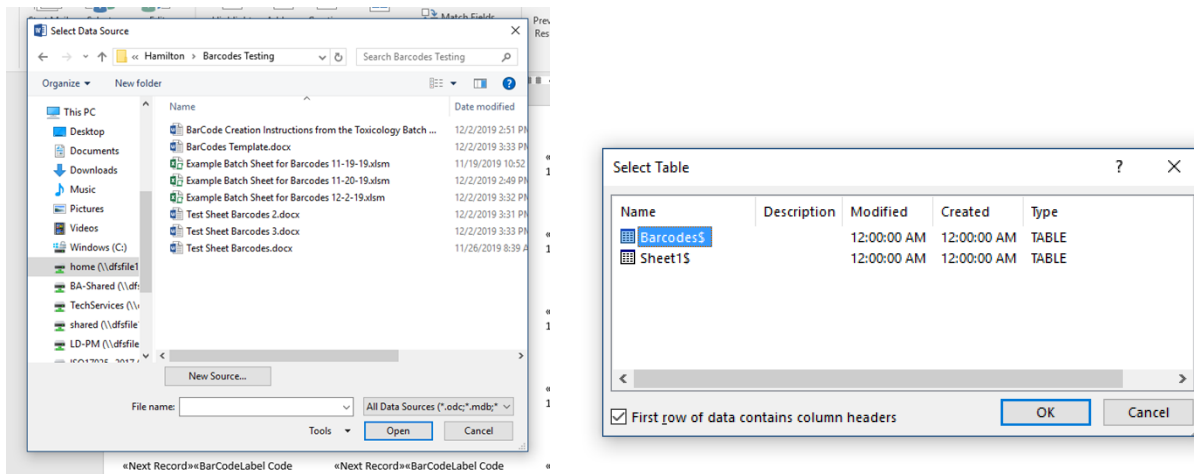 Match Fields
Prev
Res
Select Data Source
« Hamilton › Barcodes Testing
Search Barcodes Testing
Organize
New folder
This PC
Desktop
Documents
Downloads
Music
Pictures
Videos
Windows (C:)
home (\\dfsfile1
BA-Shared (\\dfs
TechServices (\\
shared (\\dfsfile
LD-PM (\\dfsfile
Name Date modified
BarCode Creation Instructions from the Toxicology Batch ... 12/2/2019 2:51 PM
BarCodes Template.docx 12/2/2019 3:33 PM
Example Batch Sheet for Barcodes 11-19-19.xlsm 11/19/2019 10:52
Example Batch Sheet for Barcodes 11-20-19.xlsm 12/2/2019 2:49 PM
Example Batch Sheet for Barcodes 12-2-19.xlsm 12/2/2019 3:32 PM
Test Sheet Barcodes 2.docx 12/2/2019 3:31 PM
Test Sheet Barcodes 3.docx 12/2/2019 3:33 PM
Test Sheet Barcodes.docx 11/26/2019 8:39 A
New Source...
File name:
All Data Sources (*.odc;*.mdb;*
Tools
Open
Cancel
«Next Record»«BarCodeLabel Code «Next Record»«BarCodeLabel Code
Select Table
?
Name Description Modified Created Type
Barcodes$ 12:00:00 AM 12:00:00 AM TABLE
Sheet1$ 12:00:00 AM 12:00:00 AM TABLE
First row of data contains column headers
OK
Cancel